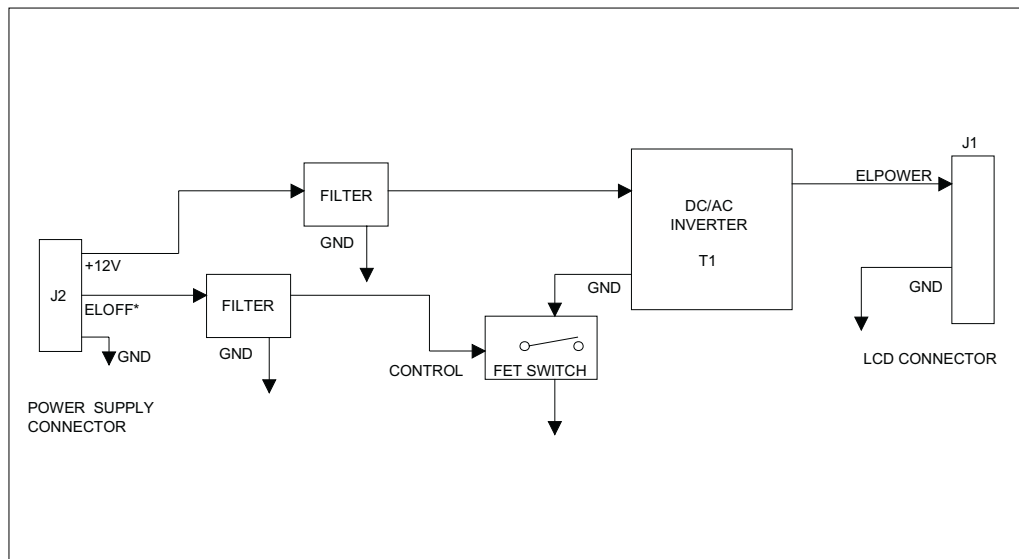 J1
ELPOWER
FILTER
DC/AC
INVERTER
T1
GND
+12V
GND
GND
J2
ELOFF*
FILTER
GND
GND
CONTROL
FET SWITCH
LCD CONNECTOR
POWER SUPPLY
CONNECTOR